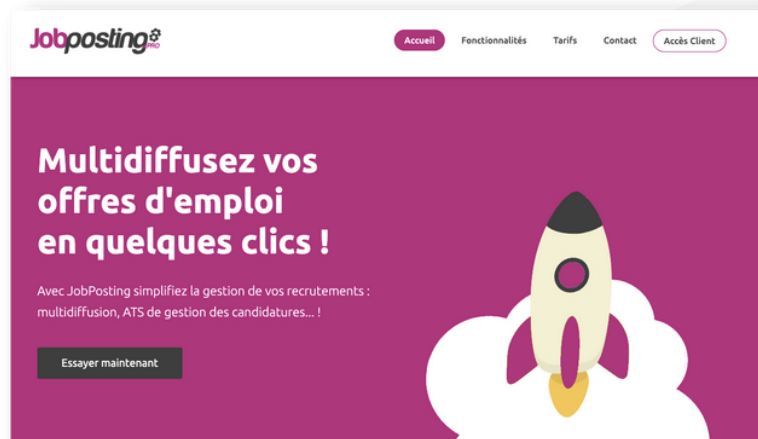 Jobposting PRO
Accueil Fonctionnalités Tarifs Contact Accès Client
Multidiffusez vos
offres d'emploi
en quelques clics !
Avec JobPosting simplifiez la gestion de vos recrutements :
multidiffusion, ATS de gestion des candidatures... !
Essayer maintenant